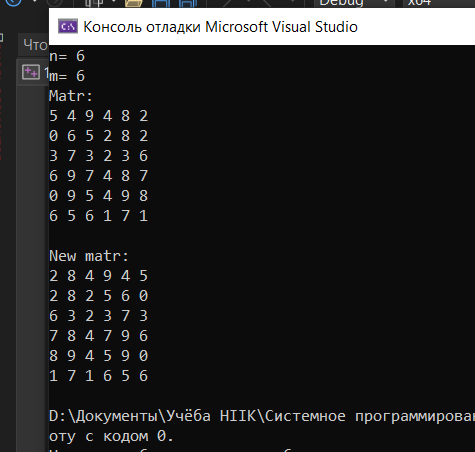 Debug
x64
Консоль отладки Microsoft Visual Studio
Что
n= 6
m= 6
Matr:
5 4 9 4 8 2
0 6 5 2 8 2
3 7 3 2 3 6
6 9 7 4 8 7
0 9 5 4 9 8
6 5 6 1 7 1
New matr:
2 8 4 9 4 5
2 8 2 5 6 0
6 3 2 3 7 3
7 8 4 7 9 6
8 9 4 5 9 0
1 7 1 6 5 6
D:\Документы\Учёба НІІК\Системное программирован
оту с кодом 0.